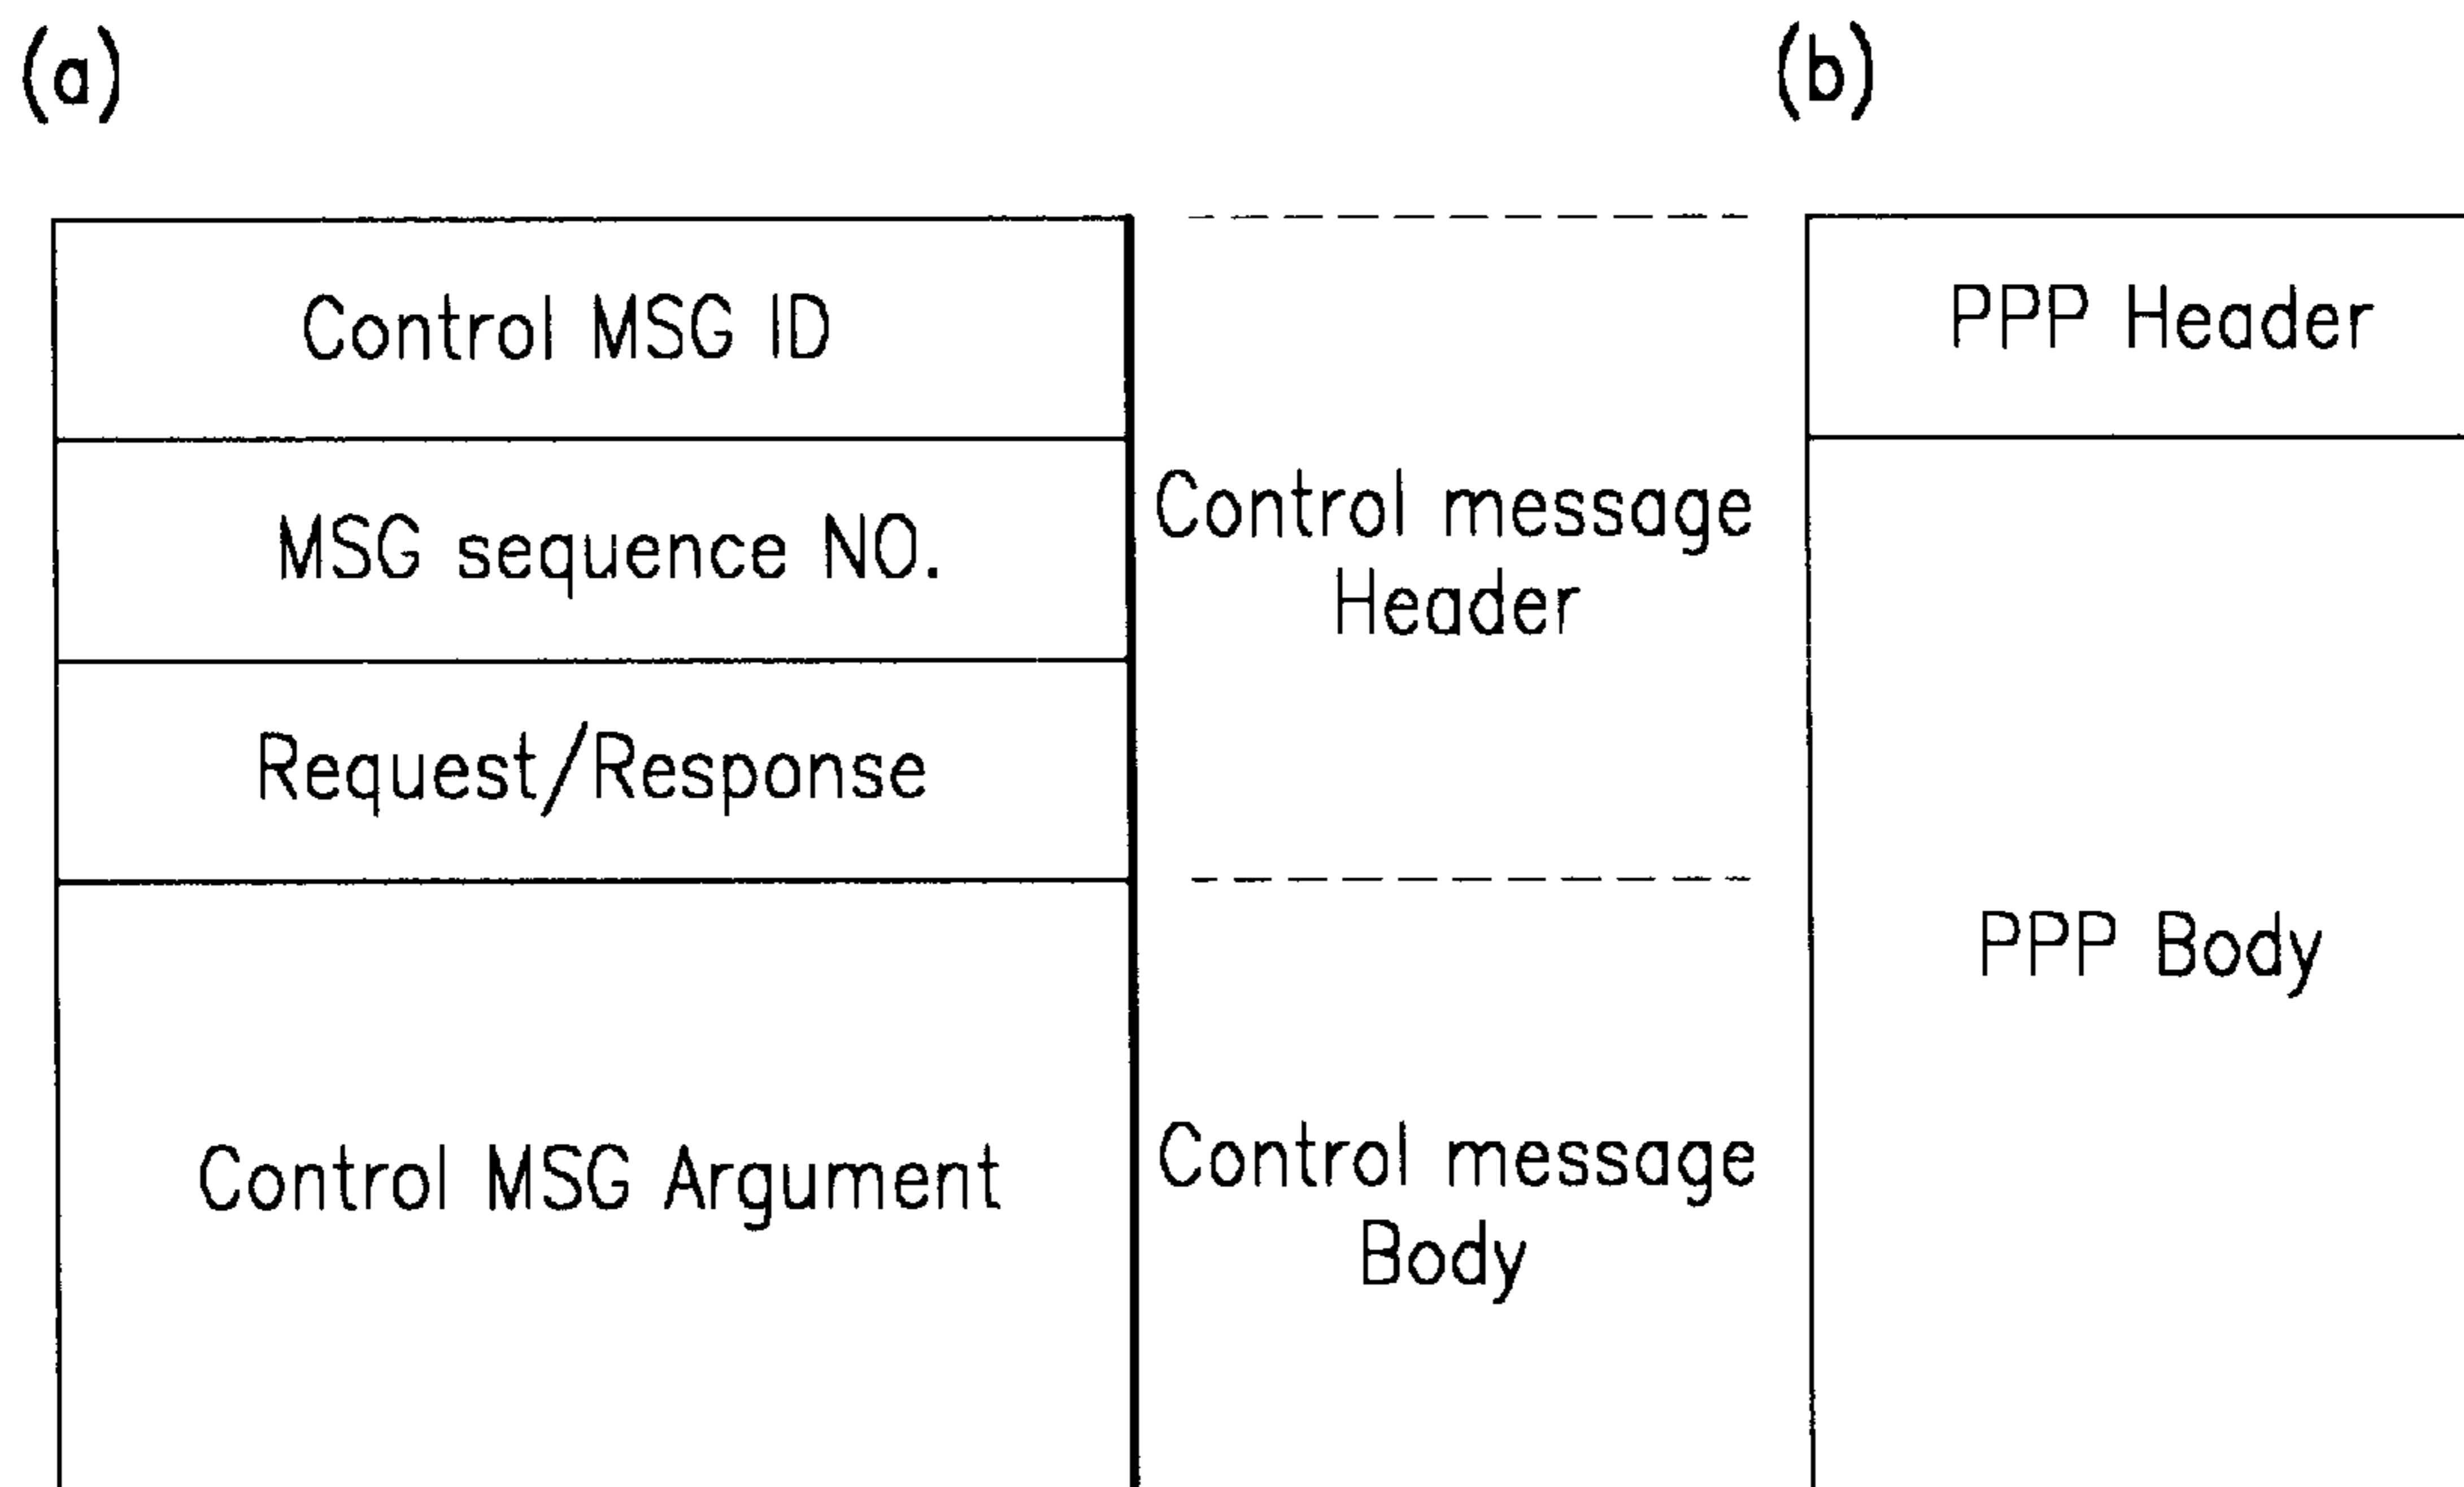 (a)
Control MSG ID
MSG sequence NO.
Request/Response
Control MSG Argument
Control message
Header
Control message
Body
(b)
PPP Header
PPP Body